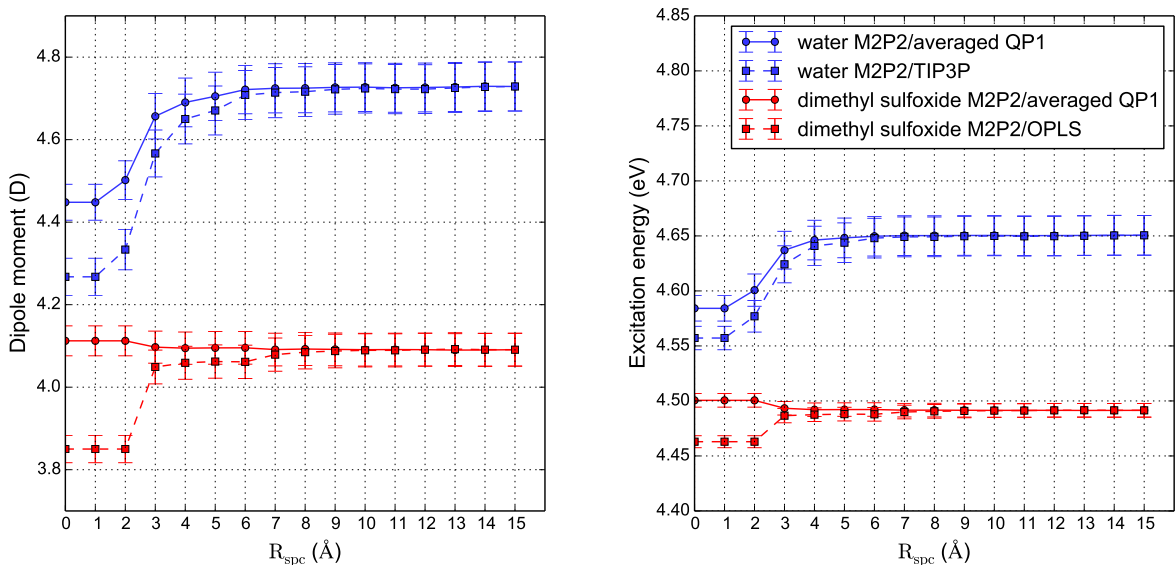 4.8
4.6
4.4
4.2
4.0
3.8
Dipole moment (D)
0 1 2 3 4 5 6 7 8 9 10 11 12 13 14 15
R_spc (Å)
4.85
4.80
4.75
4.70
4.65
4.60
4.55
4.50
4.45
4.40
Excitation energy (eV)
water M2P2/averaged QP1
water M2P2/TIP3P
dimethyl sulfoxide M2P2/averaged QP1
dimethyl sulfoxide M2P2/OPLS
0 1 2 3 4 5 6 7 8 9 10 11 12 13 14 15
R_spc (Å)